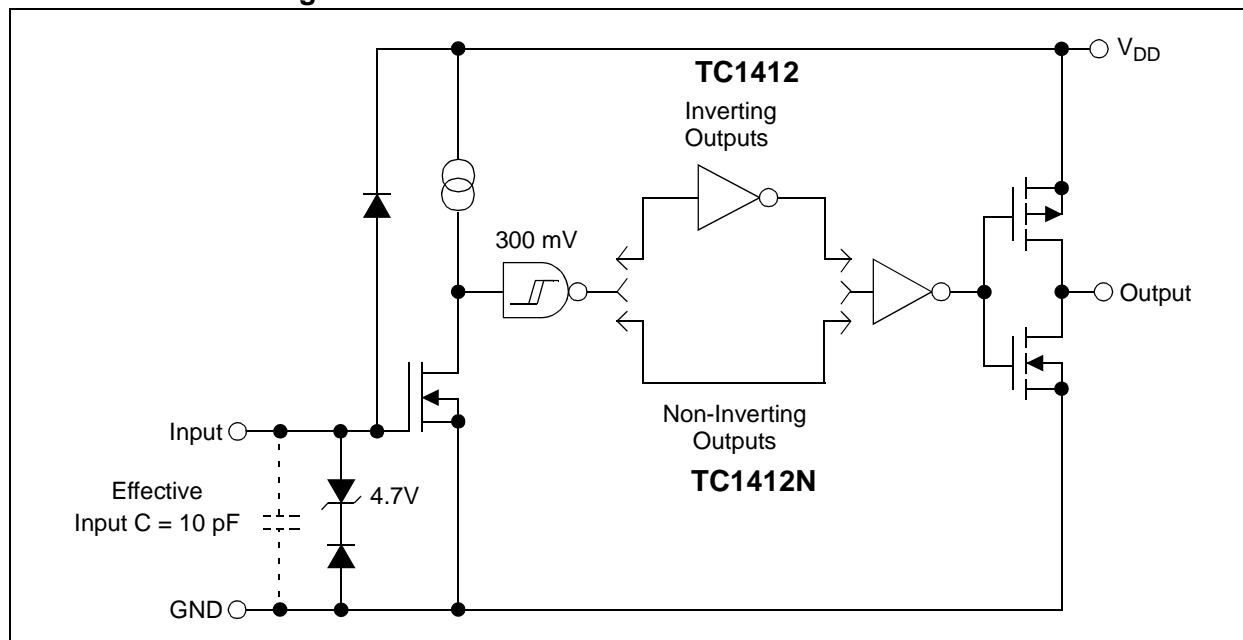 V_DD
TC1412
Inverting
Outputs
300 mV
Output
Input
Non-Inverting
Outputs
TC1412N
Effective
Input C = 10 pF
4.7V
GND